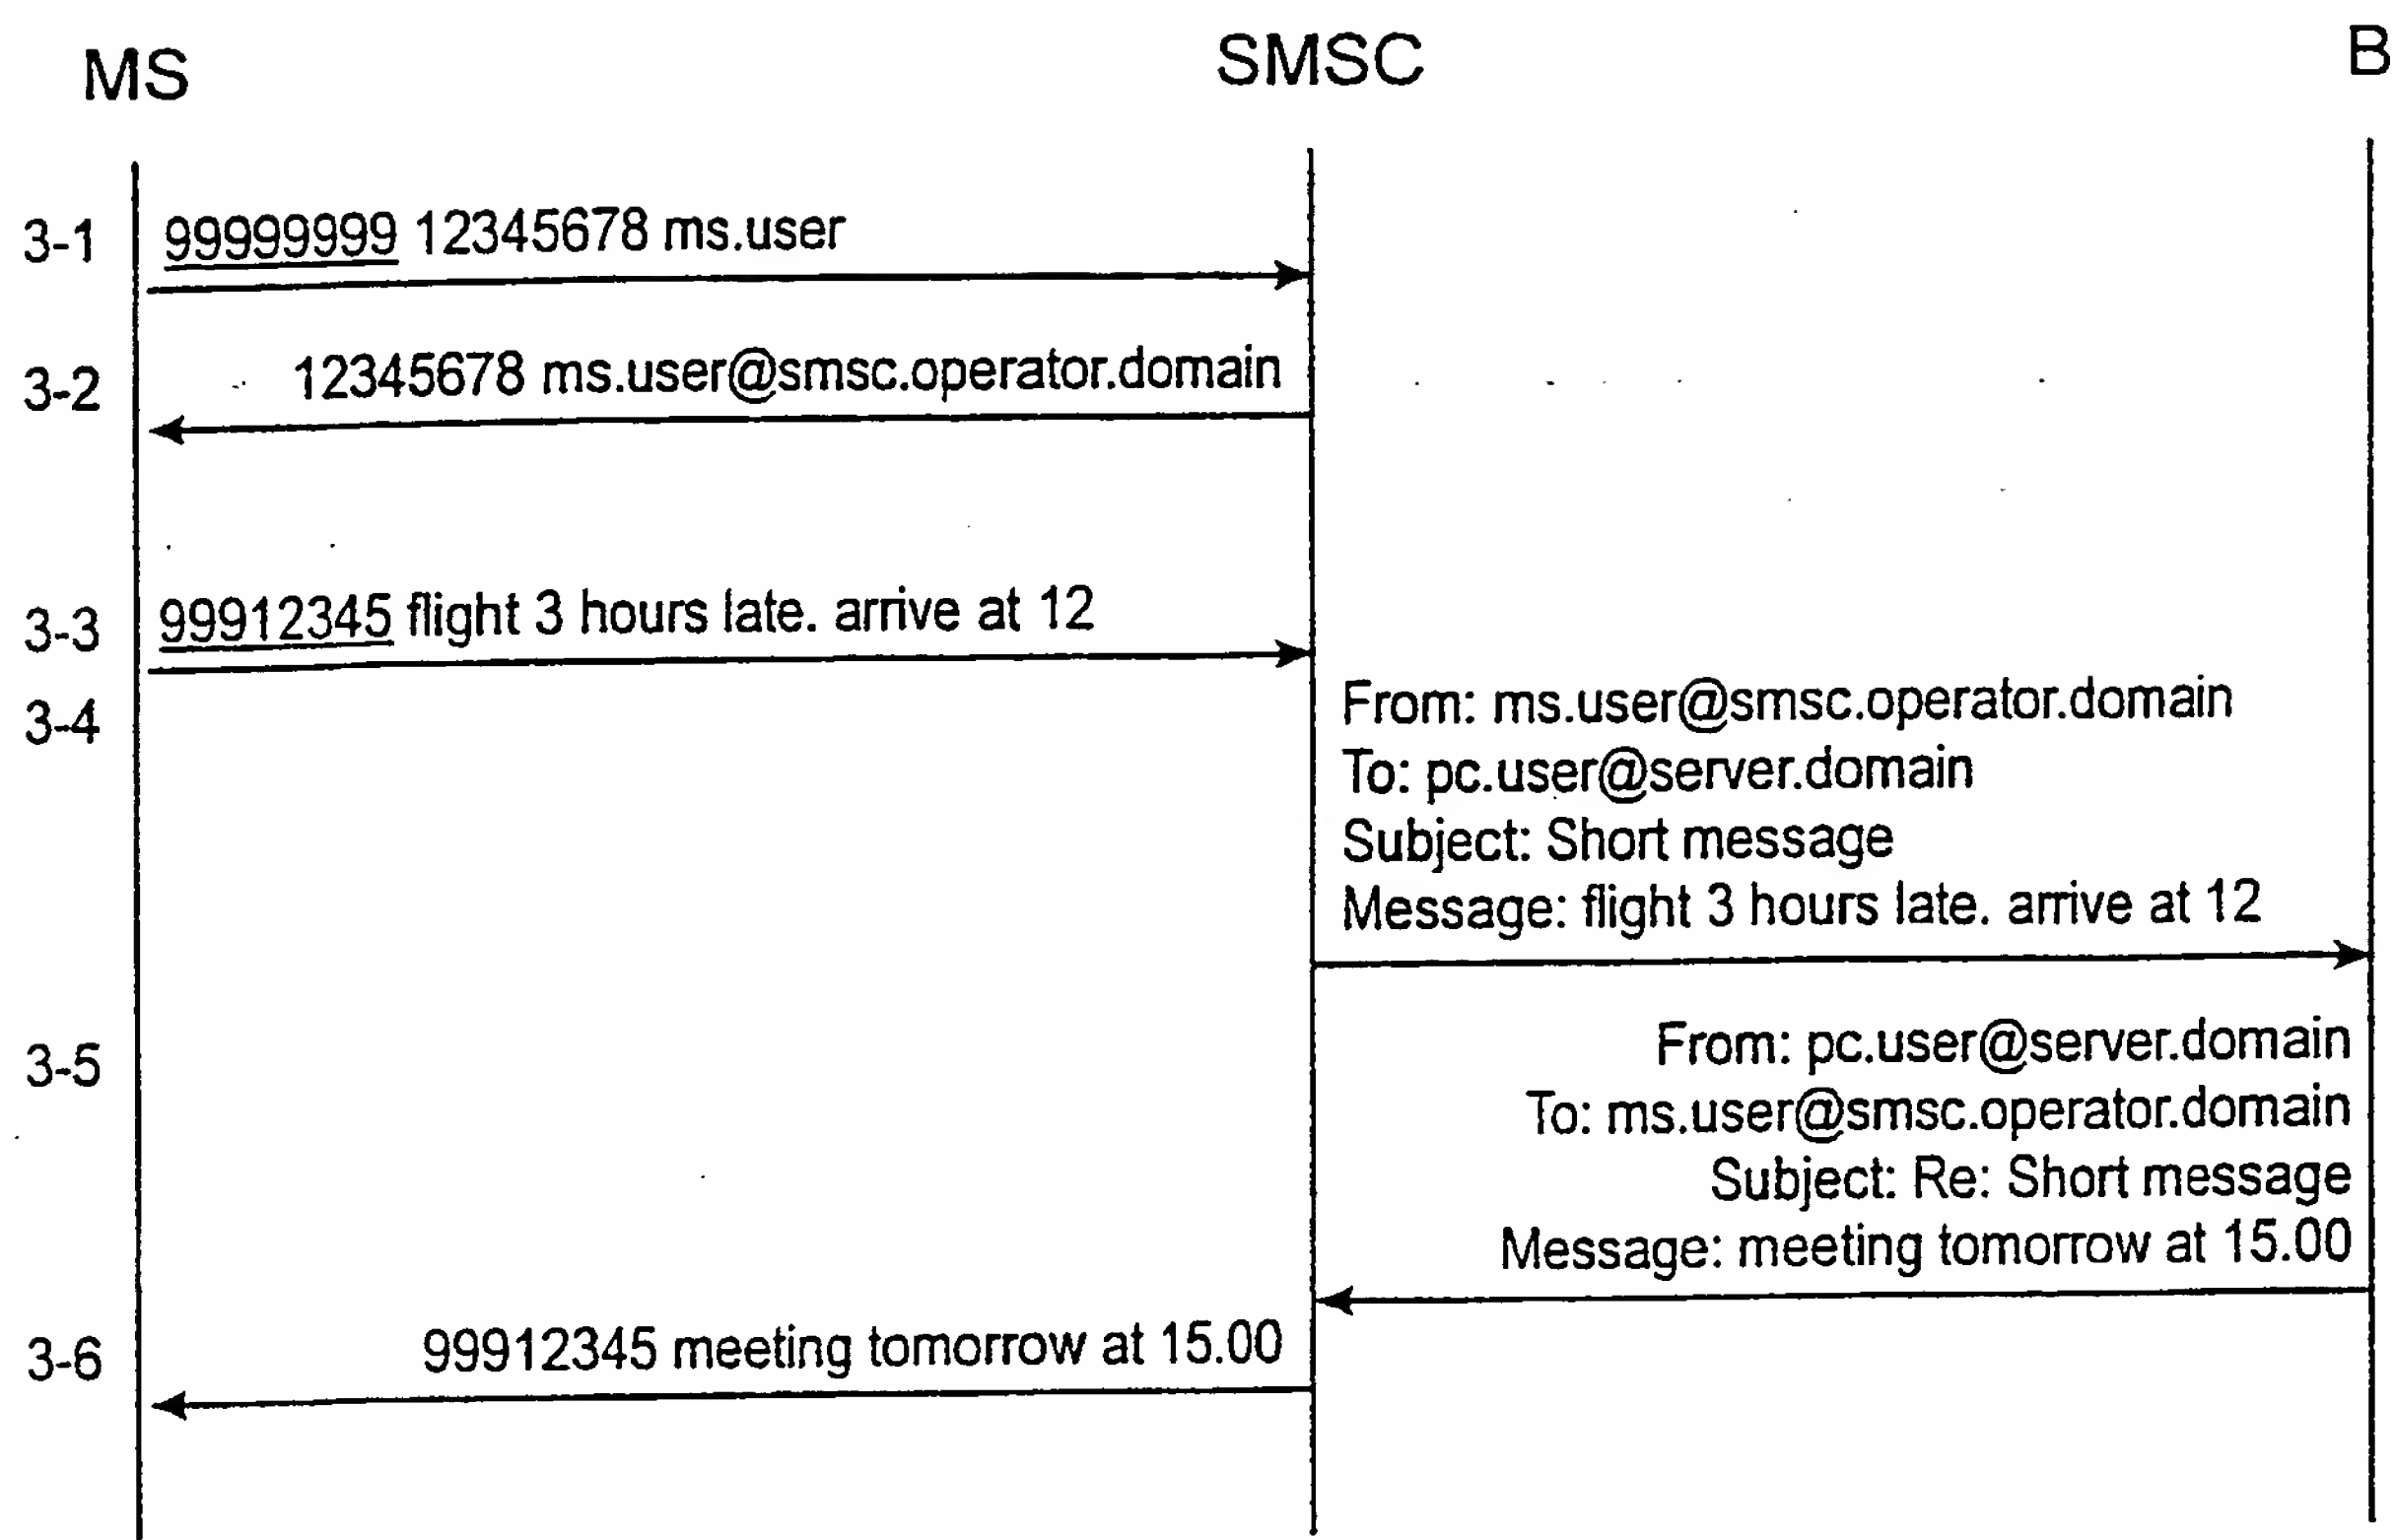 MS SMSC B
3-1 99999999 12345678 ms.user
3-2 12345678 ms.user@smsc.operator.domain
3-3 99912345 flight 3 hours late. arrive at 12
3-4 From: ms.user@smsc.operator.domain
To: pc.user@server.domain
Subject: Short message
Message: flight 3 hours late. arrive at 12
3-5 From: pc.user@server.domain
To: ms.user@smsc.operator.domain
Subject: Re: Short message
Message: meeting tomorrow at 15.00
3-6 99912345 meeting tomorrow at 15.00